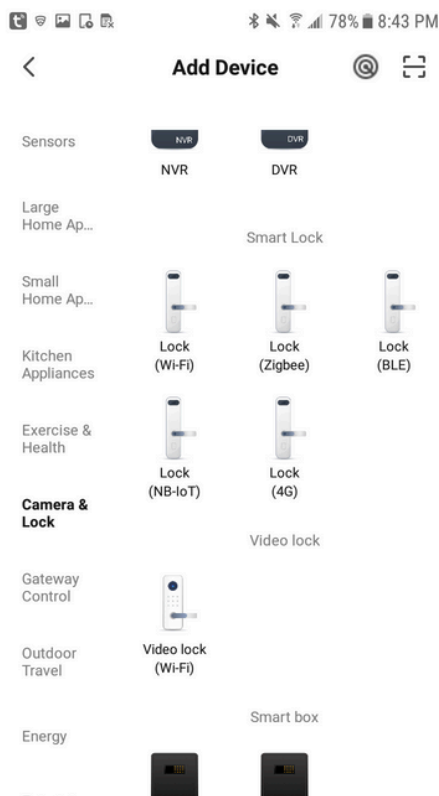 78% 8:43 PM
Add Device
Sensors
NVR
DVR
NVR
DVR
Large
Home Ap...
Smart Lock
Small
Home Ap...
Lock
(Wi-Fi)
Lock
(Zigbee)
Lock
(BLE)
Kitchen
Appliances
Exercise &
Health
Lock
(NB-IoT)
Lock
(4G)
Camera &
Lock
Video lock
Gateway
Control
Video lock
(Wi-Fi)
Outdoor
Travel
Smart box
Energy